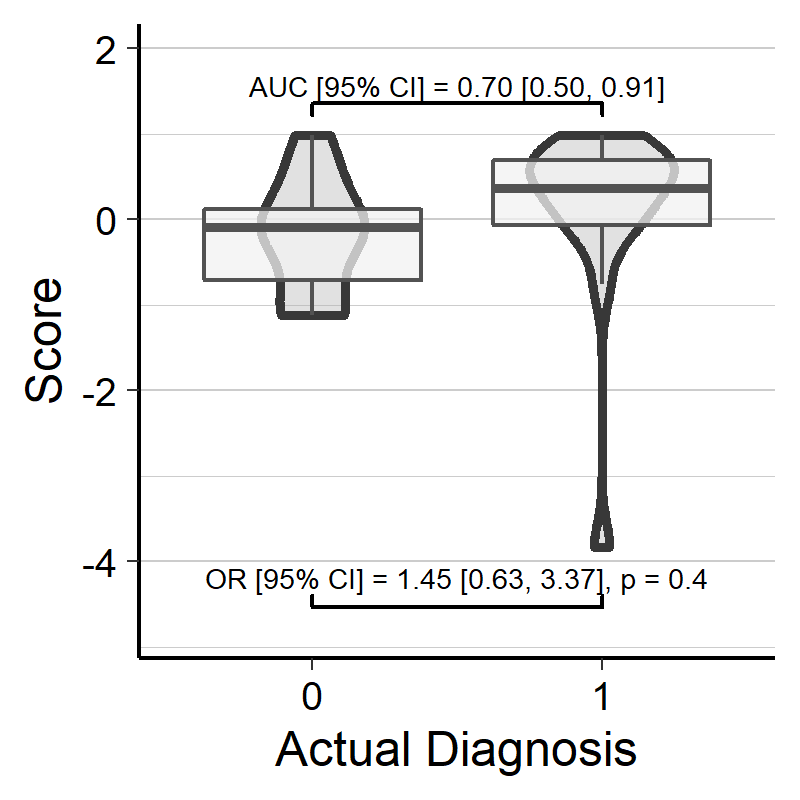 2
AUC [95% CI] = 0.70 [0.50, 0.91]
0
Score
-2
-4
OR [95% CI] = 1.45 [0.63, 3.37], p = 0.4
0 1
Actual Diagnosis